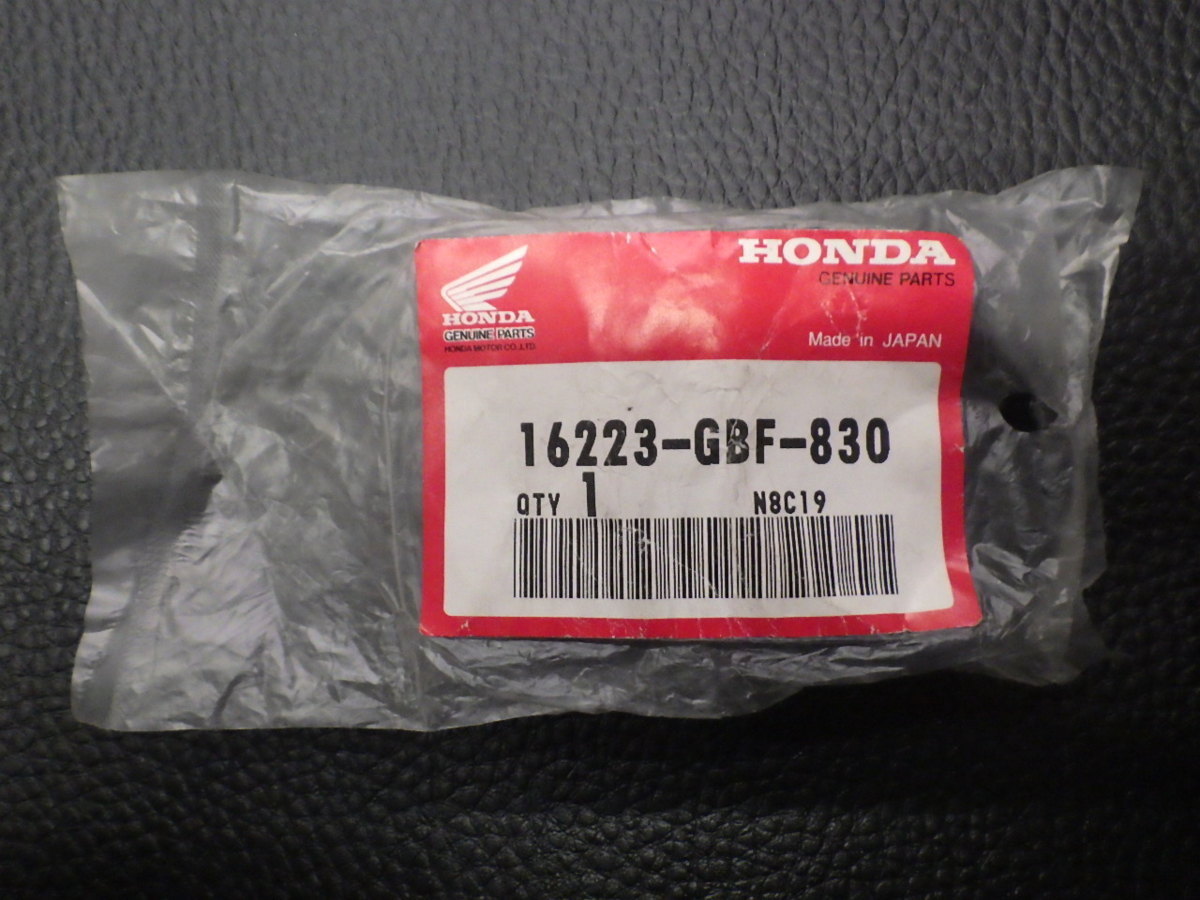 HONDA
GENUINE PARTS
HONDA
GENUINE PARTS
HONDA MOTOR CO.,LTD.
Made in JAPAN
16223-GBF-830
QTY 1 N8C19